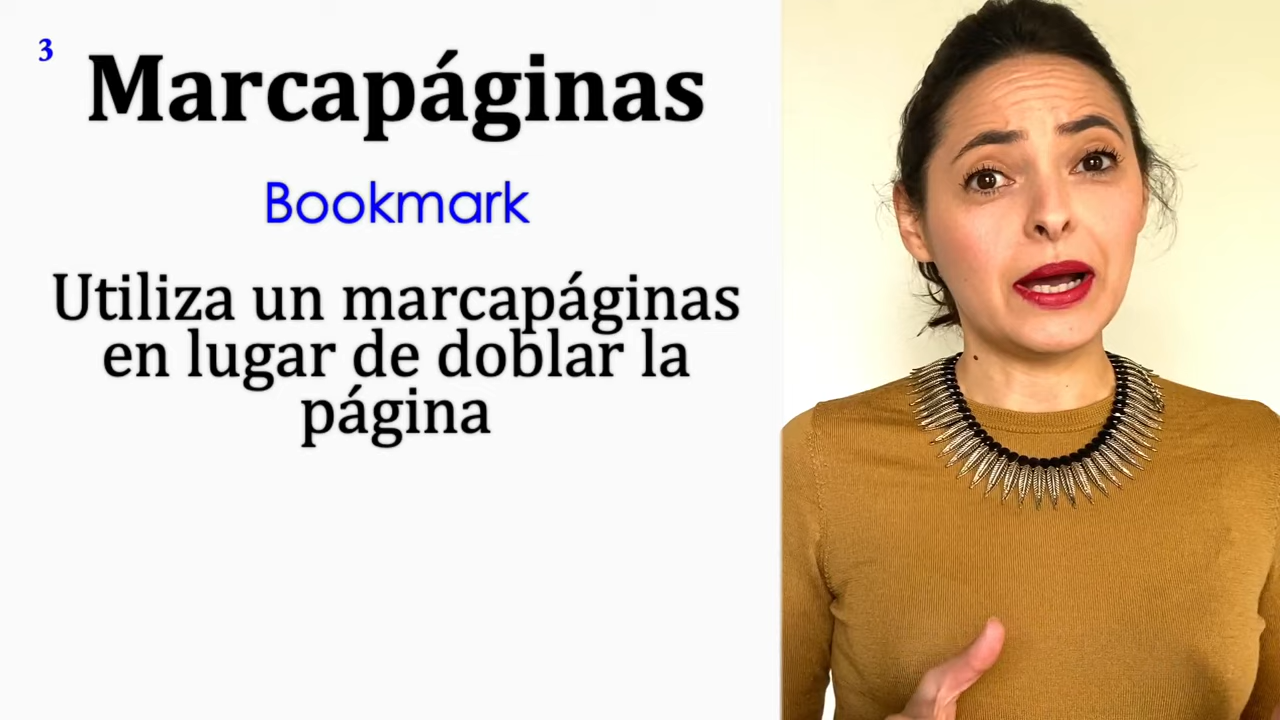 3
Marcapáginas
Bookmark
Utiliza un marcapáginas
en lugar de doblar la
página